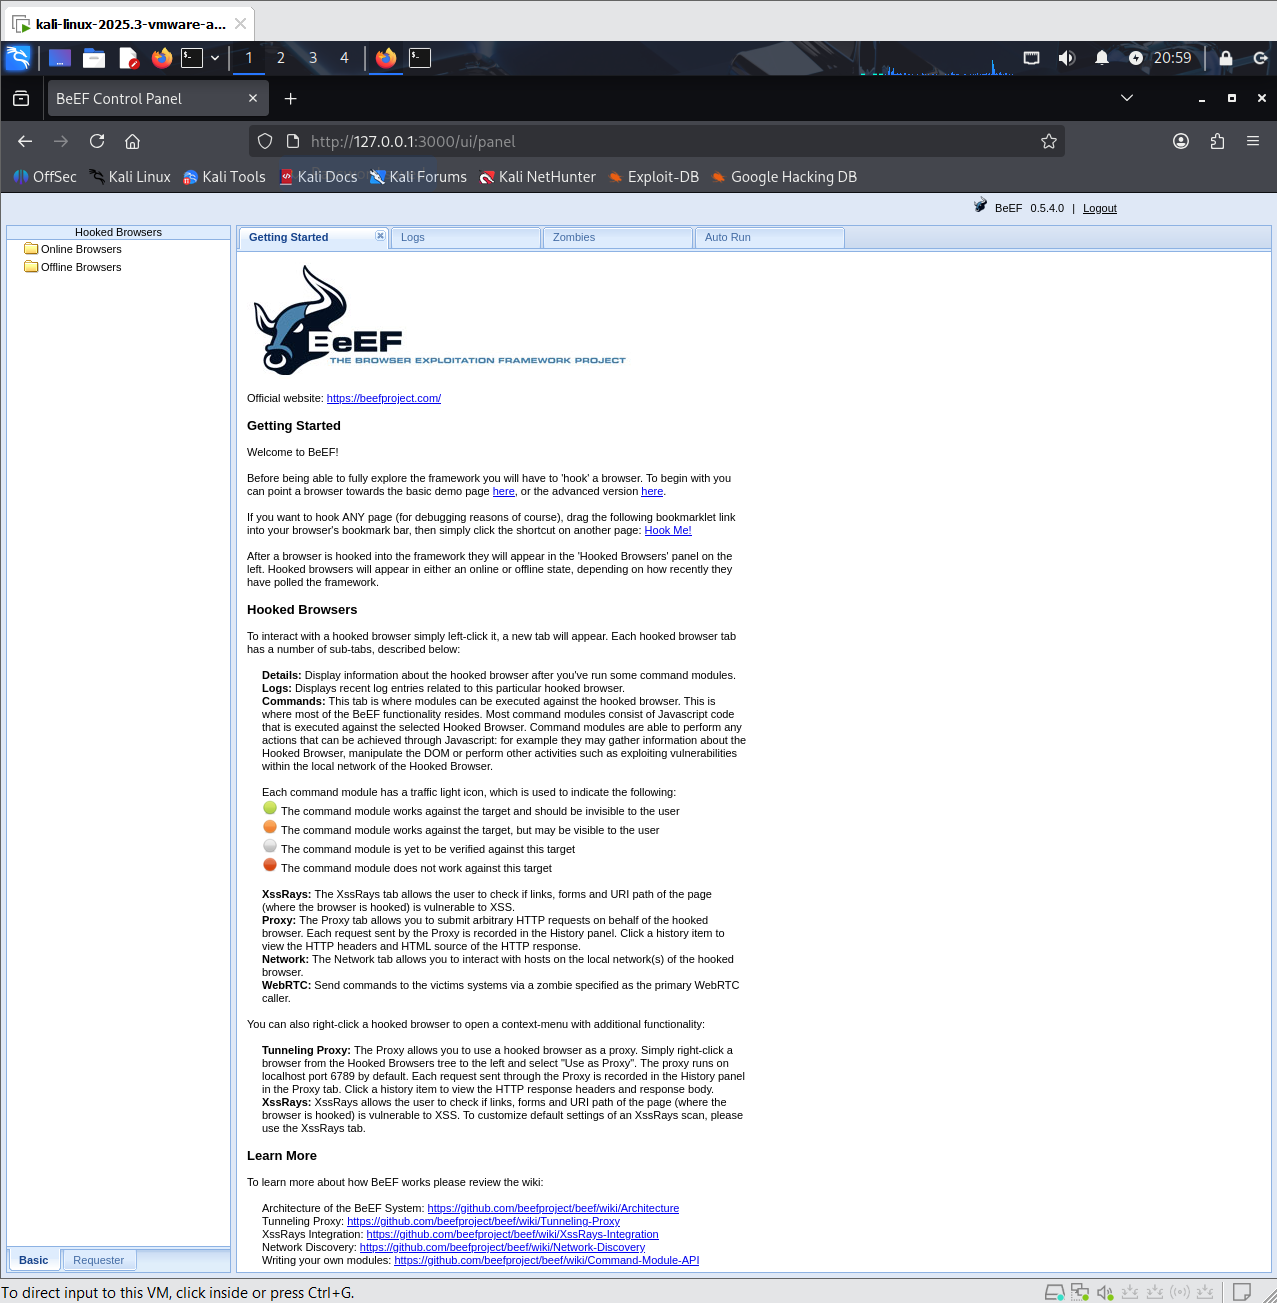 kali-linux-2025.3-vmware-a...
1 2 3 4
20:59
BeEF Control Panel
http://127.0.0.1:3000/ui/panel
OffSec Kali Linux Kali Tools Kali Docs Kali Forums Kali NetHunter Exploit-DB Google Hacking DB
BeEF 0.5.4.0 | Logout
Hooked Browsers
Online Browsers
Offline Browsers
Getting Started Logs Zombies Auto Run
BeEF
THE BROWSER EXPLOITATION FRAMEWORK PROJECT
Official website: https://beefproject.com/
Getting Started
Welcome to BeEF!
Before being able to fully explore the framework you will have to 'hook' a browser. To begin with you
can point a browser towards the basic demo page here, or the advanced version here.
If you want to hook ANY page (for debugging reasons of course), drag the following bookmarklet link
into your browser's bookmark bar, then simply click the shortcut on another page: Hook Me!
After a browser is hooked into the framework they will appear in the 'Hooked Browsers' panel on the
left. Hooked browsers will appear in either an online or offline state, depending on how recently they
have polled the framework.
Hooked Browsers
To interact with a hooked browser simply left-click it, a new tab will appear. Each hooked browser tab
has a number of sub-tabs, described below:
Details: Display information about the hooked browser after you've run some command modules.
Logs: Displays recent log entries related to this particular hooked browser.
Commands: This tab is where modules can be executed against the hooked browser. This is
where most of the BeEF functionality resides. Most command modules consist of Javascript code
that is executed against the selected Hooked Browser. Command modules are able to perform any
actions that can be achieved through Javascript: for example they may gather information about the
Hooked Browser, manipulate the DOM or perform other activities such as exploiting vulnerabilities
within the local network of the Hooked Browser.
Each command module has a traffic light icon, which is used to indicate the following:
The command module works against the target and should be invisible to the user
The command module works against the target, but may be visible to the user
The command module is yet to be verified against this target
The command module does not work against this target
XssRays: The XssRays tab allows the user to check if links, forms and URI path of the page
(where the browser is hooked) is vulnerable to XSS.
Proxy: The Proxy tab allows you to submit arbitrary HTTP requests on behalf of the hooked
browser. Each request sent by the Proxy is recorded in the History panel. Click a history item to
view the HTTP headers and HTML source of the HTTP response.
Network: The Network tab allows you to interact with hosts on the local network(s) of the hooked
browser.
WebRTC: Send commands to the victims systems via a zombie specified as the primary WebRTC
caller.
You can also right-click a hooked browser to open a context-menu with additional functionality:
Tunneling Proxy: The Proxy allows you to use a hooked browser as a proxy. Simply right-click a
browser from the Hooked Browsers tree to the left and select "Use as Proxy". The proxy runs on
localhost port 6789 by default. Each request sent through the Proxy is recorded in the History panel
in the Proxy tab. Click a history item to view the HTTP response headers and response body.
XssRays: XssRays allows the user to check if links, forms and URI path of the page (where the
browser is hooked) is vulnerable to XSS. To customize default settings of an XssRays scan, please
use the XssRays tab.
Learn More
To learn more about how BeEF works please review the wiki:
Architecture of the BeEF System: https://github.com/beefproject/beef/wiki/Architecture
Tunneling Proxy: https://github.com/beefproject/beef/wiki/Tunneling-Proxy
XssRays Integration: https://github.com/beefproject/beef/wiki/XssRays-Integration
Network Discovery: https://github.com/beefproject/beef/wiki/Network-Discovery
Writing your own modules: https://github.com/beefproject/beef/wiki/Command-Module-API
Basic Requester
To direct input to this VM, click inside or press Ctrl+G.